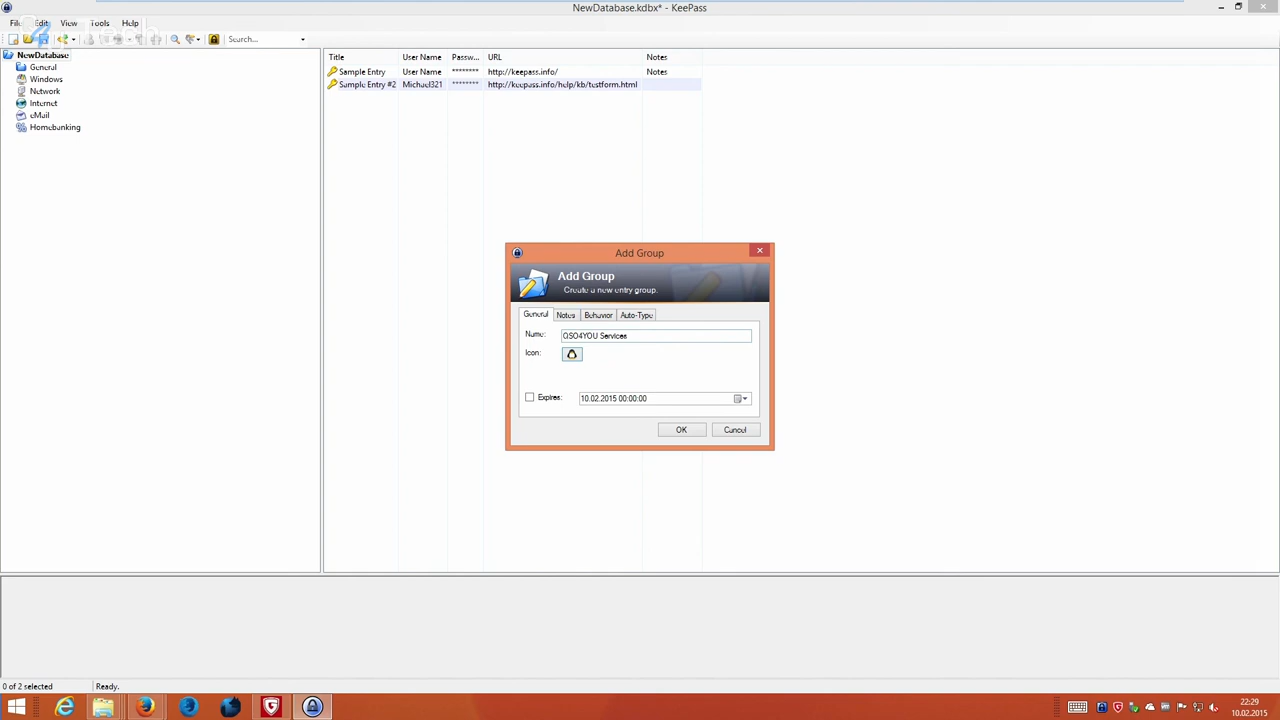 NewDatabase.kdbx* - KeePass
File Edit View Tools Help
Search...
NewDatabase
General
Windows
Network
Internet
eMail
Homebanking
Title User Name Passw... URL Notes
Sample Entry User Name ******** http://keepass.info/ Notes
Sample Entry #2 Michael321 ******** http://keepass.info/help/kb/testform.html
Add Group
Add Group
Create a new entry group.
General Notes Behavior Auto-Type
Name: QSO4YOU Services
Icon:
Expires: 10.02.2015 00:00:00
OK Cancel
0 of 2 selected Ready.
22:29
10.02.2015